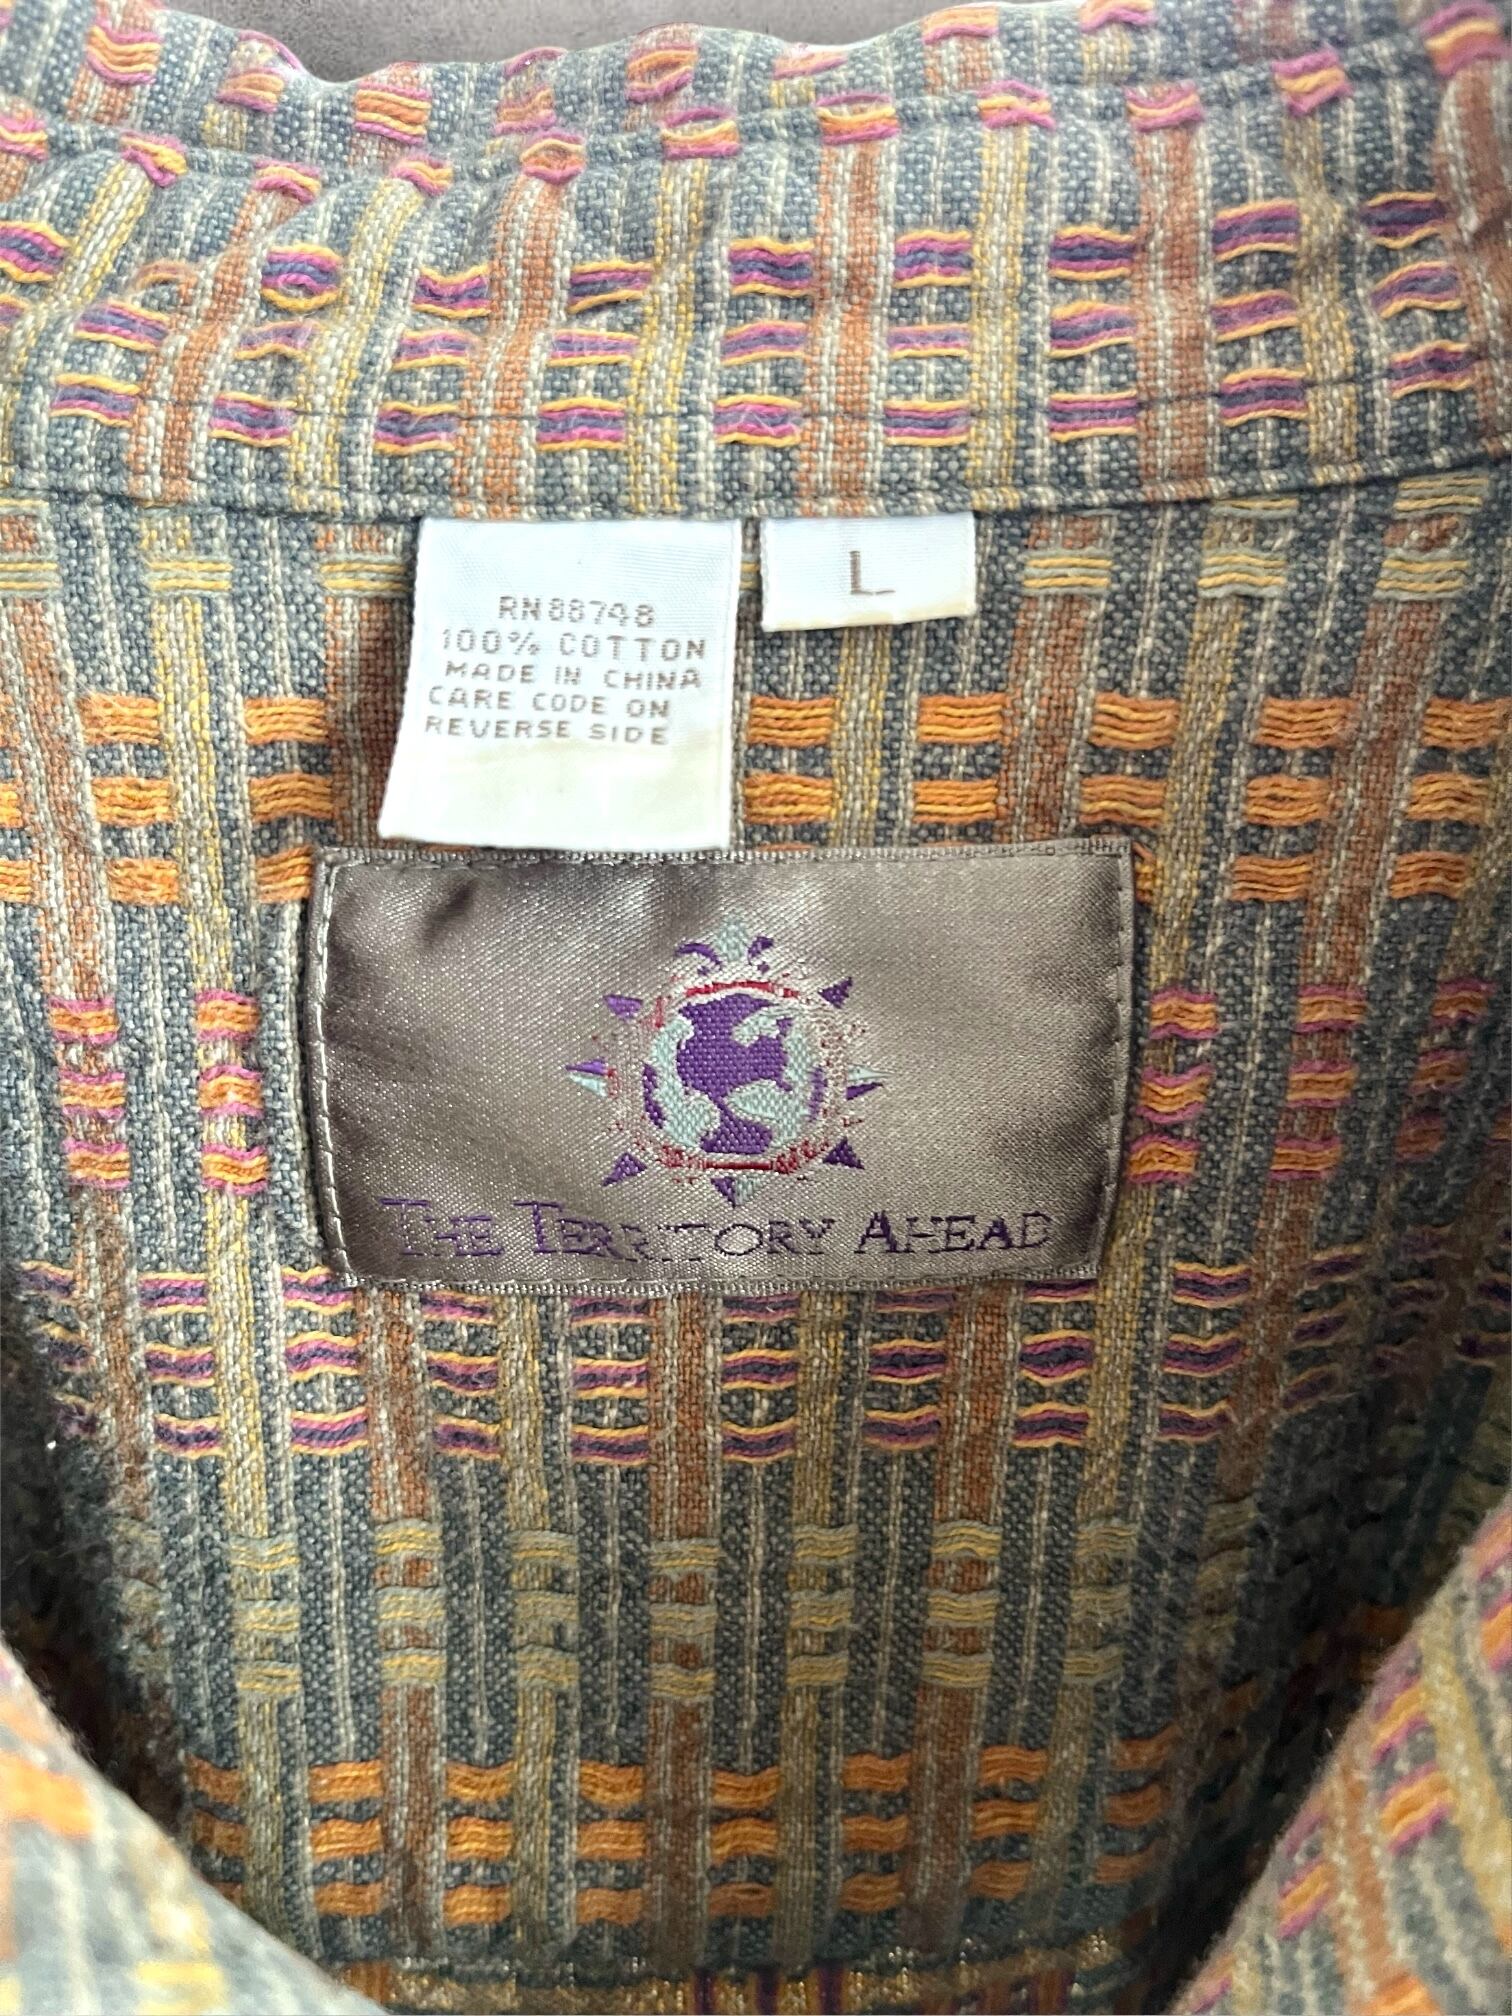 RN88748
100% COTTON
MADE IN CHINA
CARE CODE ON
REVERSE SIDE
L
THE TERRITORY AHEAD